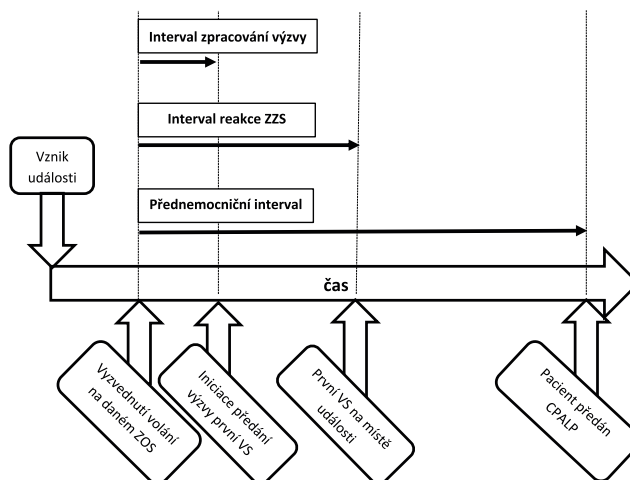 Interval zpracování výzvy
Interval reakce ZZS
Vznik
události
Přednemocniční interval
čas
Vyzvednutí volání
na daném ZOS
Iniciace předání
výzvy první VS
První VS na místě
události
Pacient předán
CPALP